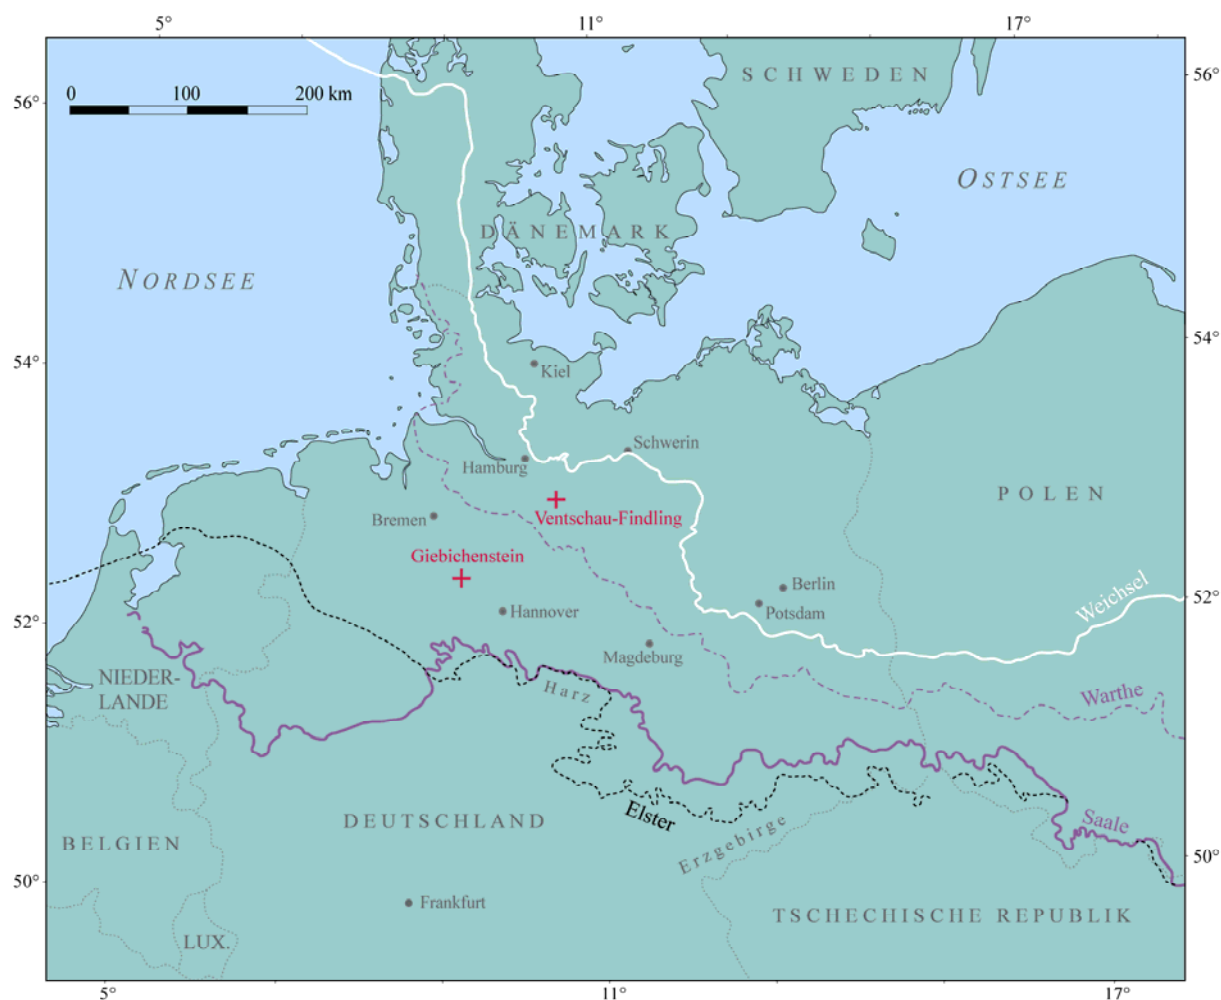 5°
11°
17°
56°
56°
0 100 200 km
SCHWEDEN
OSTSEE
DÄNEMARK
NORDSEE
54°
54°
Kiel
Schwerin
Hamburg
POLEN
Ventschau-Findling
Bremen
Giebichenstein
Berlin
Potsdam
Weichsel
52°
52°
Hannover
Magdeburg
NIEDER-
LANDE
Harz
Warthe
Elster
Saale
DEUTSCHLAND
BELGIEN
Erzgebirge
50°
50°
Frankfurt
TSCHECHISCHE REPUBLIK
LUX.
5°
11°
17°